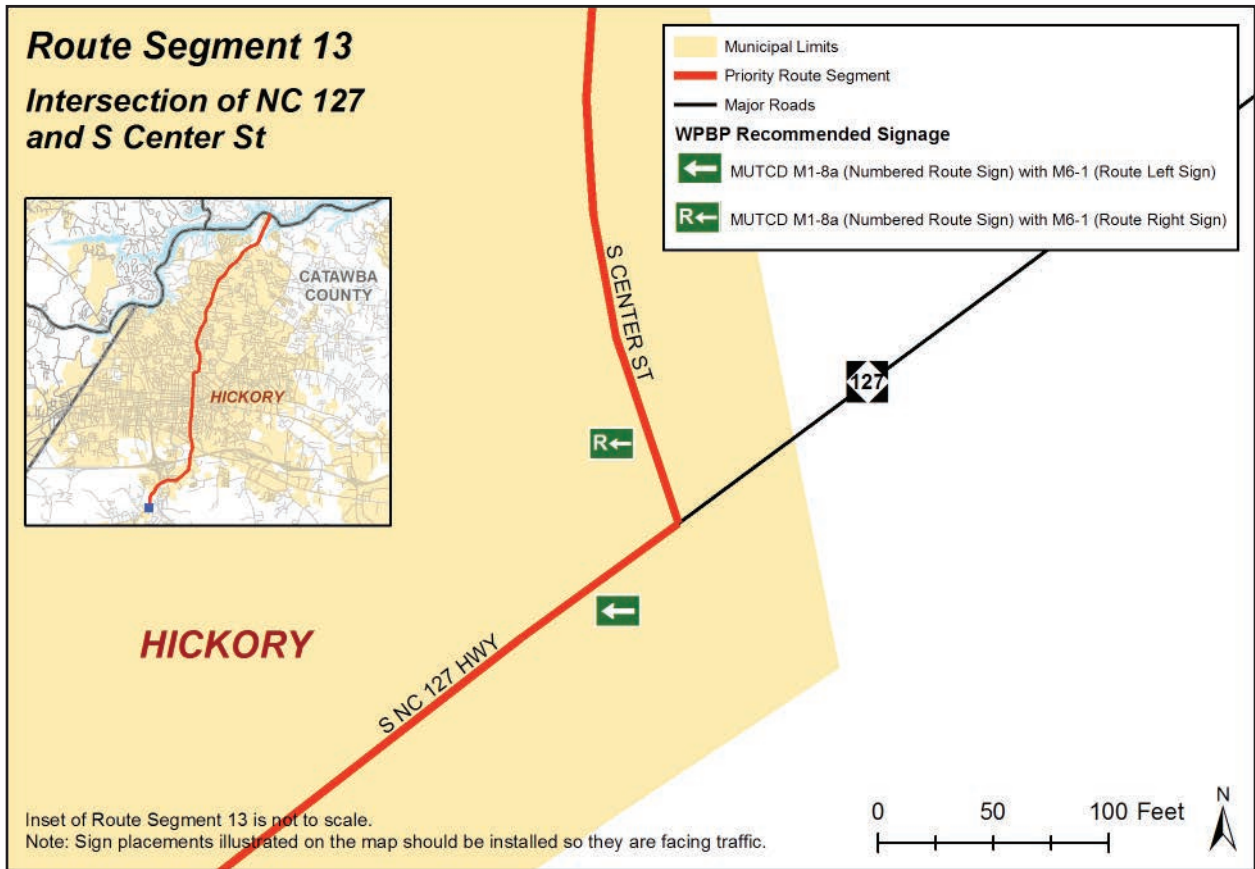 Route Segment 13
Intersection of NC 127
and S Center St
CATAWBA
COUNTY
HICKORY
Municipal Limits
Priority Route Segment
Major Roads
WPBP Recommended Signage
MUTCD M1-8a (Numbered Route Sign) with M6-1 (Route Left Sign)
R
MUTCD M1-8a (Numbered Route Sign) with M6-1 (Route Right Sign)
S CENTER ST
127
R
HICKORY
S NC 127 HWY
Inset of Route Segment 13 is not to scale.
Note: Sign placements illustrated on the map should be installed so they are facing traffic.
0 50 100 Feet
N